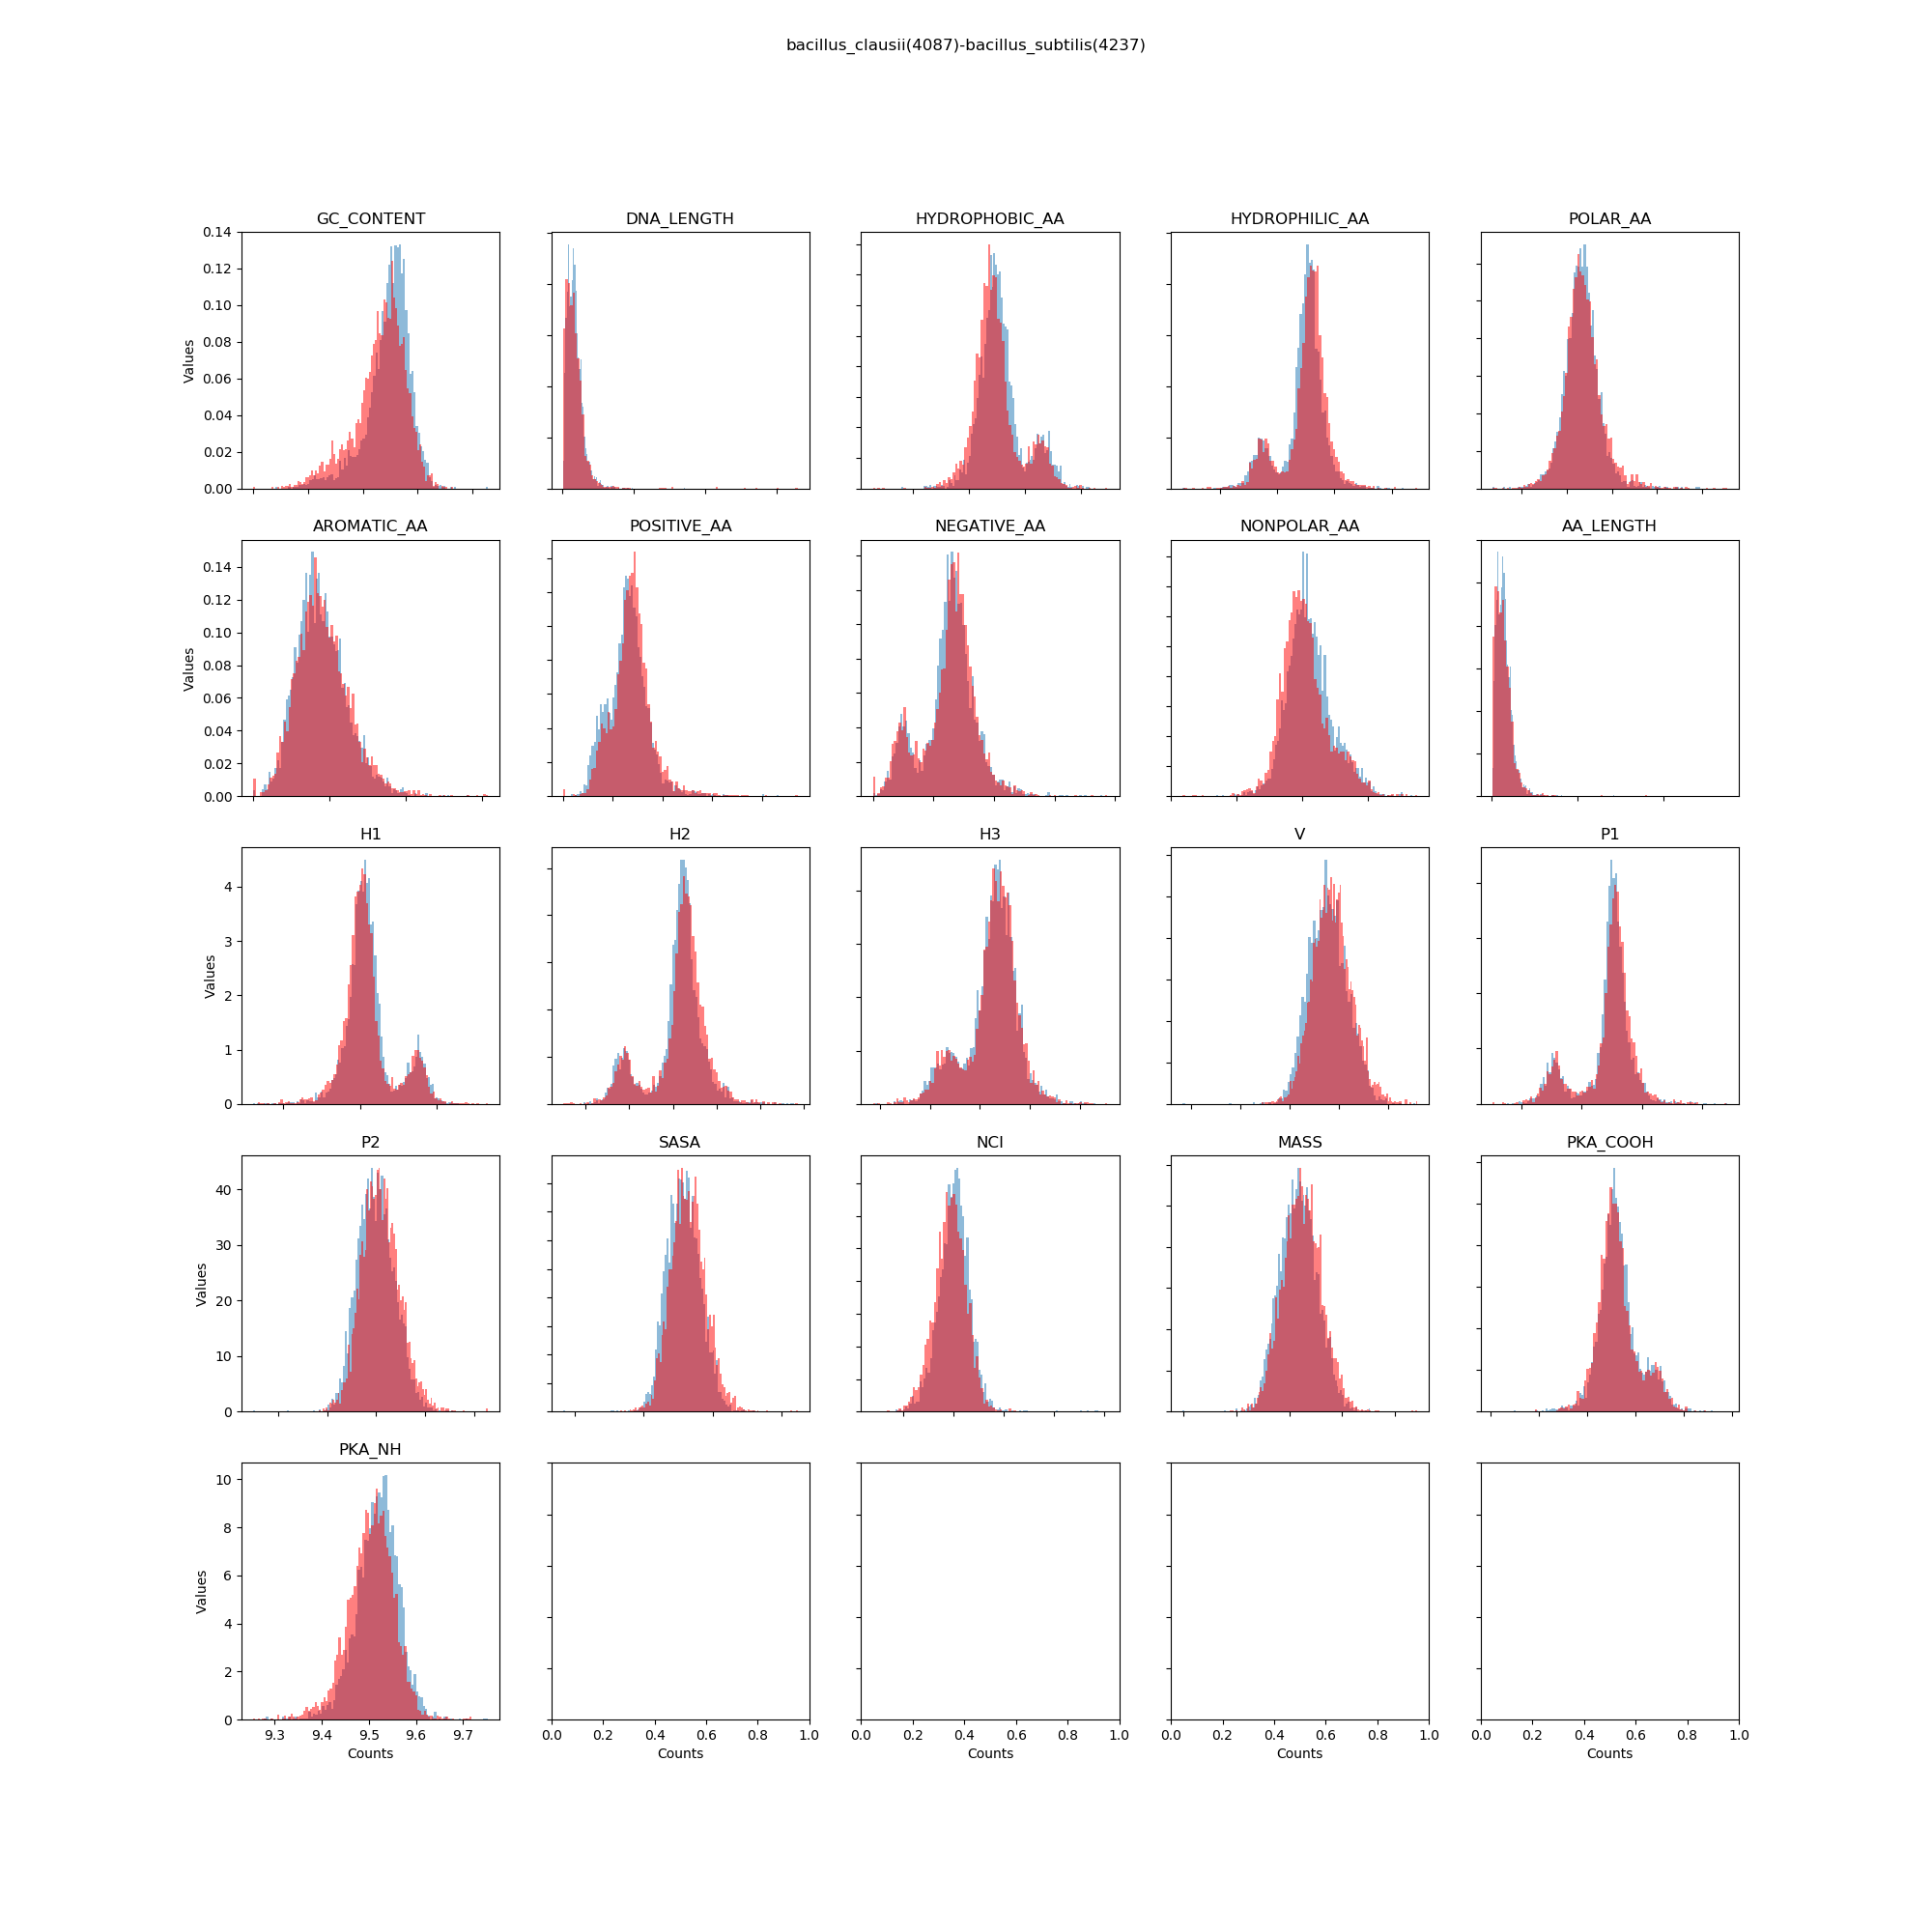 bacillus_clausii(4087)-bacillus_subtilis(4237)
GC_CONTENT DNA_LENGTH HYDROPHOBIC_AA HYDROPHILIC_AA POLAR_AA
0.14
0.12
0.10
0.08
0.06
0.04
0.02
0.00
Values
AROMATIC_AA POSITIVE_AA NEGATIVE_AA NONPOLAR_AA AA_LENGTH
0.14
0.12
0.10
0.08
0.06
0.04
0.02
0.00
Values
H1 H2 H3 V P1
4
3
2
1
0
Values
P2 SASA NCI MASS PKA_COOH
40
30
20
10
0
Values
PKA_NH
10
8
6
4
2
0
Values
9.3 9.4 9.5 9.6 9.7 0.0 0.2 0.4 0.6 0.8 1.0 0.0 0.2 0.4 0.6 0.8 1.0 0.0 0.2 0.4 0.6 0.8 1.0 0.0 0.2 0.4 0.6 0.8 1.0
Counts Counts Counts Counts Counts